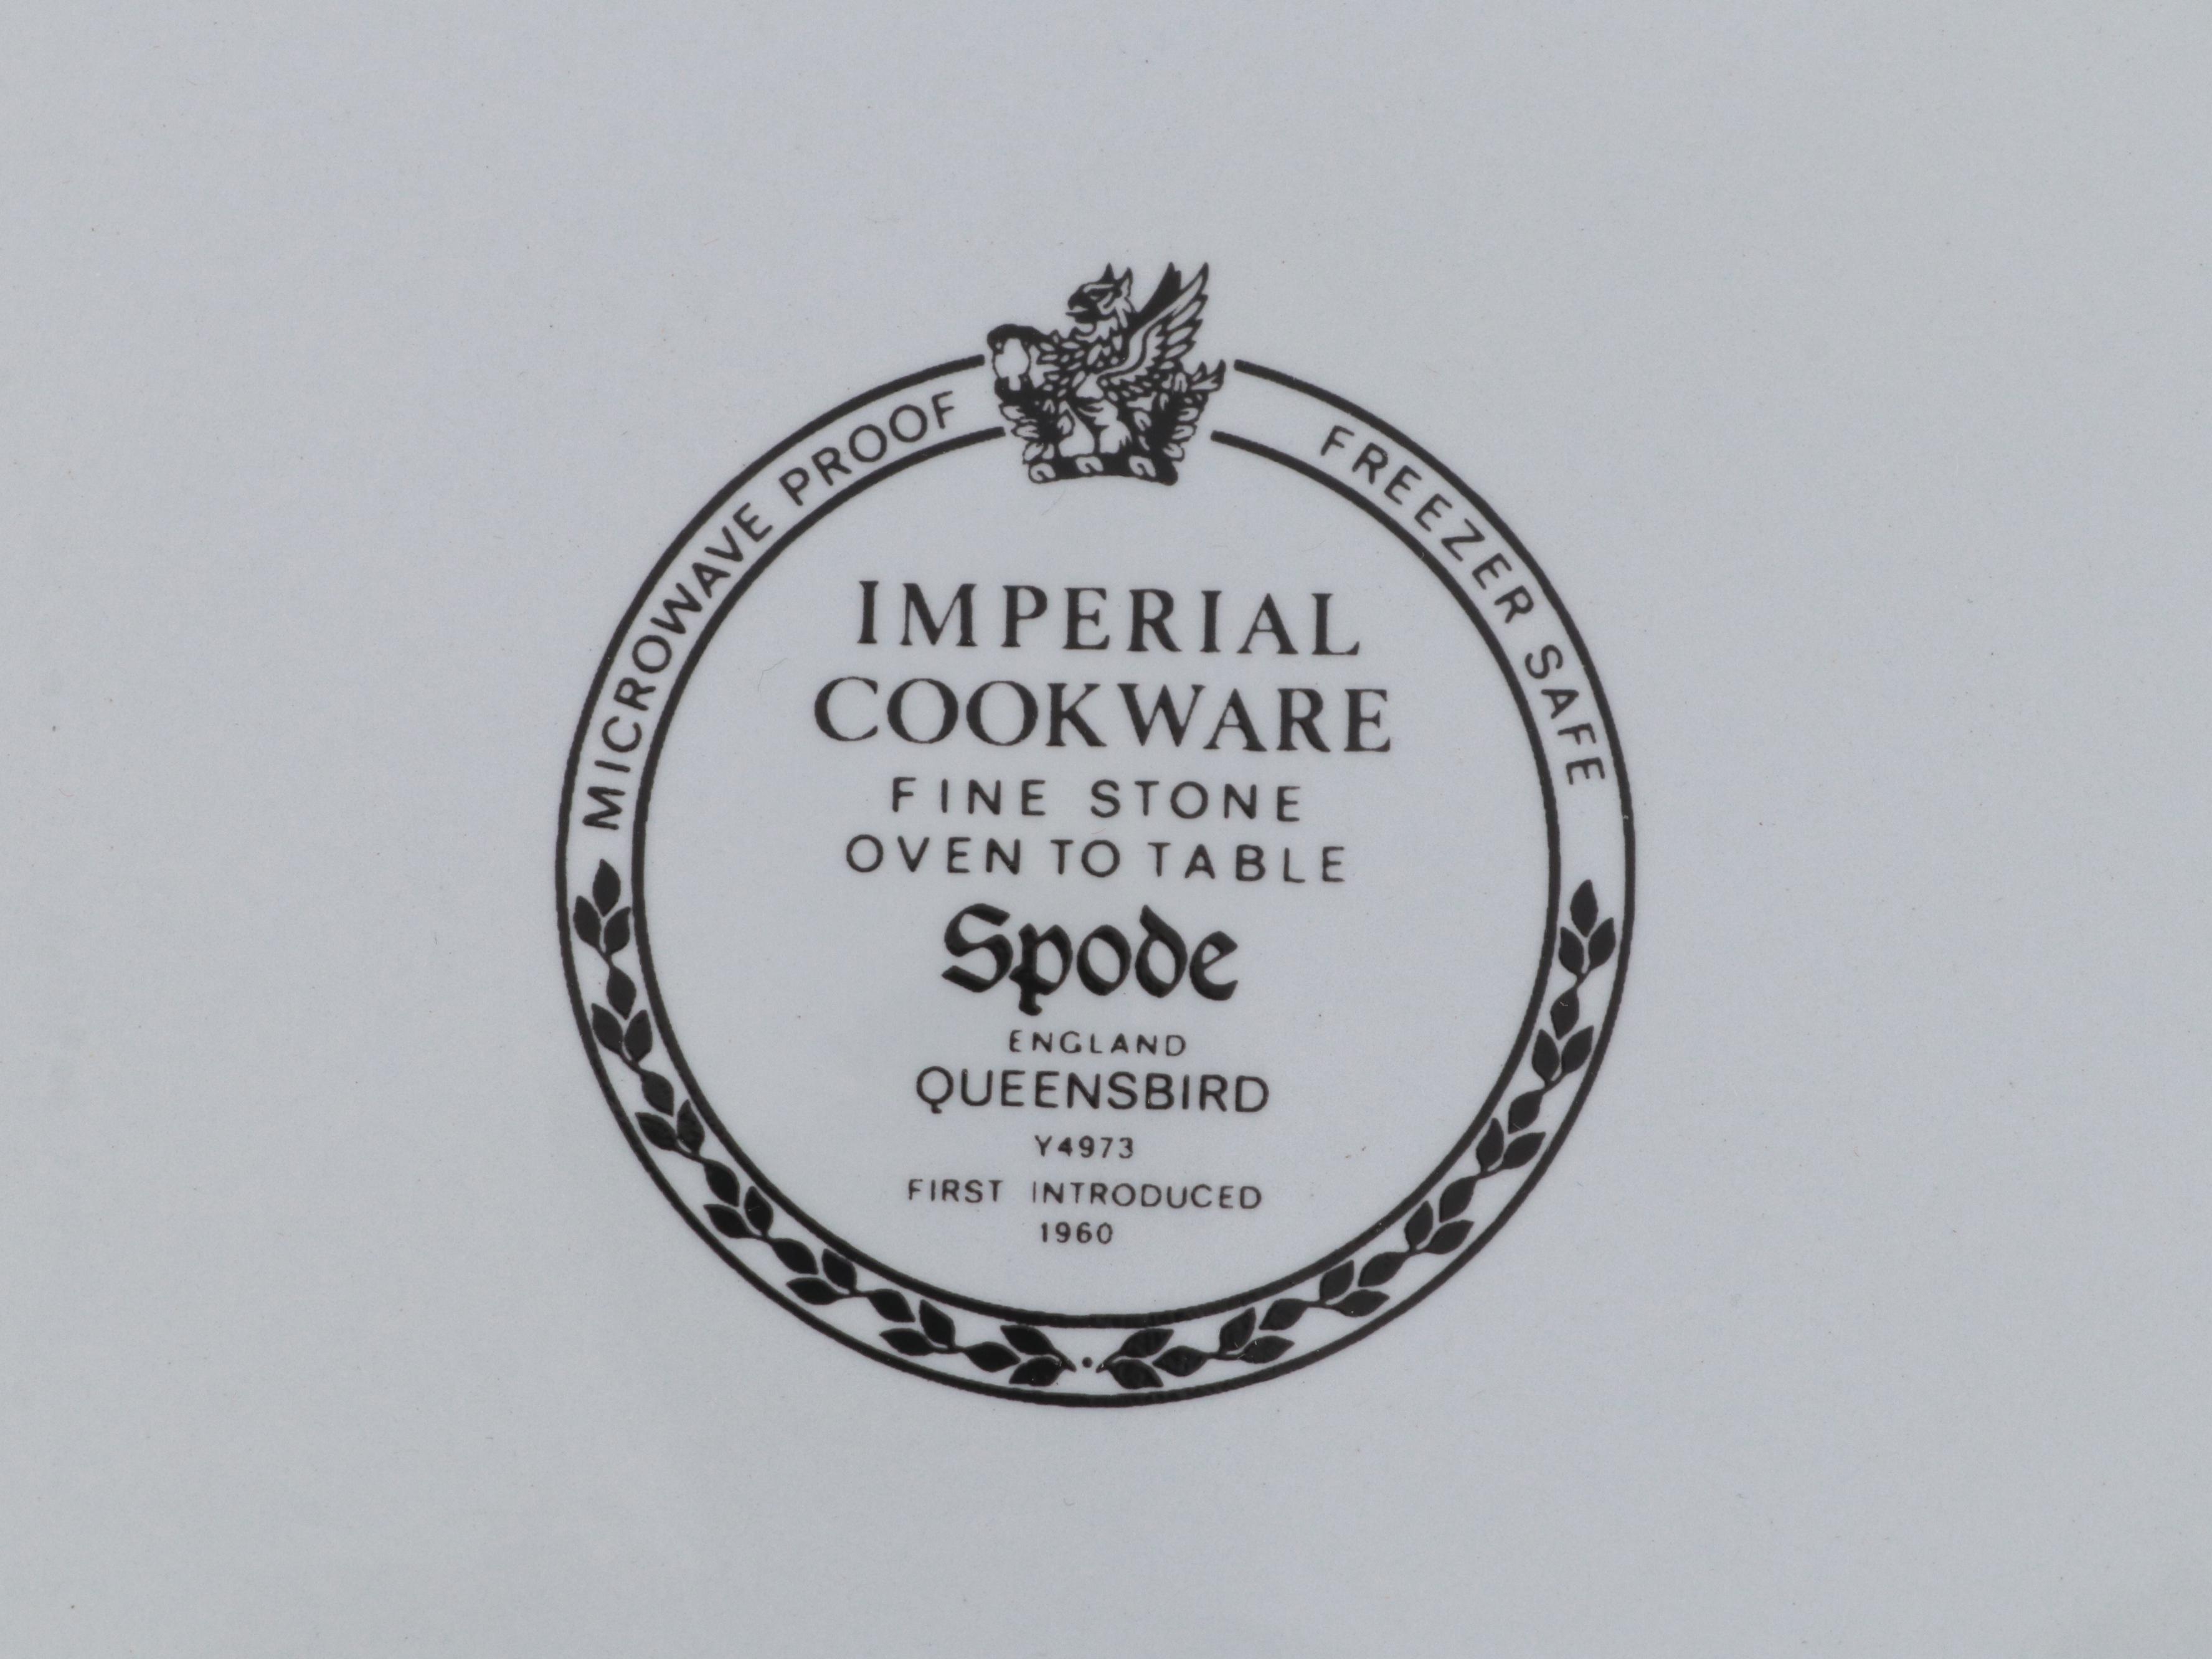 MICROWAVE PROOF
FREEZER SAFE
IMPERIAL
COOKWARE
FINE STONE
OVEN TO TABLE
Spode
ENGLAND
QUEENSBIRD
Y4973
FIRST INTRODUCED
1960